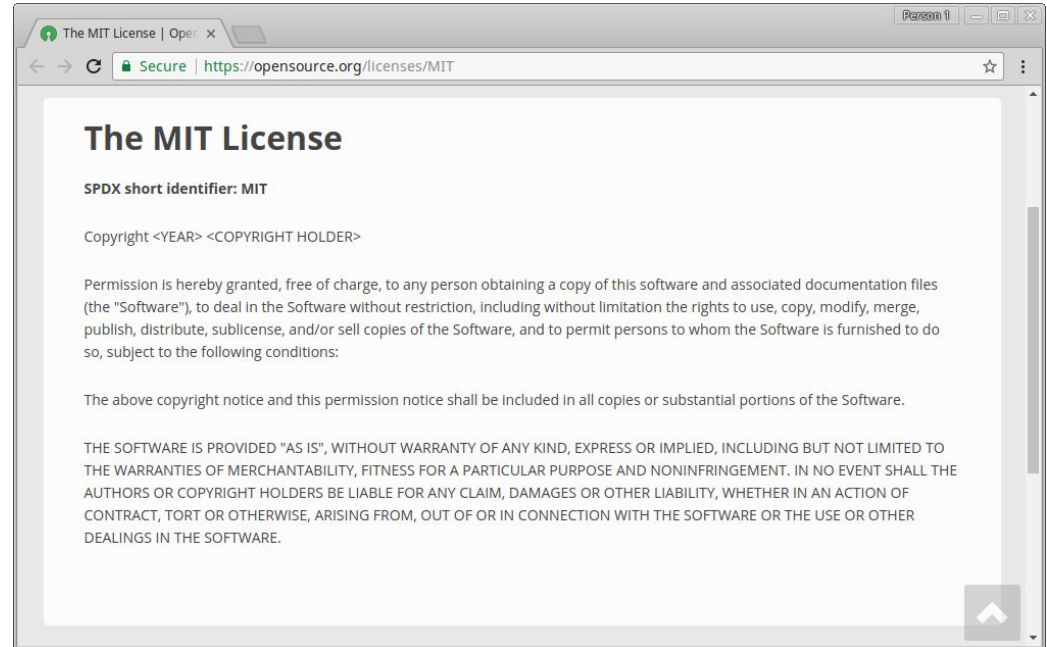 Person 1
The MIT License | Oper
Secure | https://opensource.org/licenses/MIT
The MIT License
SPDX short identifier: MIT
Copyright <YEAR> <COPYRIGHT HOLDER>
Permission is hereby granted, free of charge, to any person obtaining a copy of this software and associated documentation files
(the "Software"), to deal in the Software without restriction, including without limitation the rights to use, copy, modify, merge,
publish, distribute, sublicense, and/or sell copies of the Software, and to permit persons to whom the Software is furnished to do
so, subject to the following conditions:
The above copyright notice and this permission notice shall be included in all copies or substantial portions of the Software.
THE SOFTWARE IS PROVIDED "AS IS", WITHOUT WARRANTY OF ANY KIND, EXPRESS OR IMPLIED, INCLUDING BUT NOT LIMITED TO
THE WARRANTIES OF MERCHANTABILITY, FITNESS FOR A PARTICULAR PURPOSE AND NONINFRINGEMENT. IN NO EVENT SHALL THE
AUTHORS OR COPYRIGHT HOLDERS BE LIABLE FOR ANY CLAIM, DAMAGES OR OTHER LIABILITY, WHETHER IN AN ACTION OF
CONTRACT, TORT OR OTHERWISE, ARISING FROM, OUT OF OR IN CONNECTION WITH THE SOFTWARE OR THE USE OR OTHER
DEALINGS IN THE SOFTWARE.